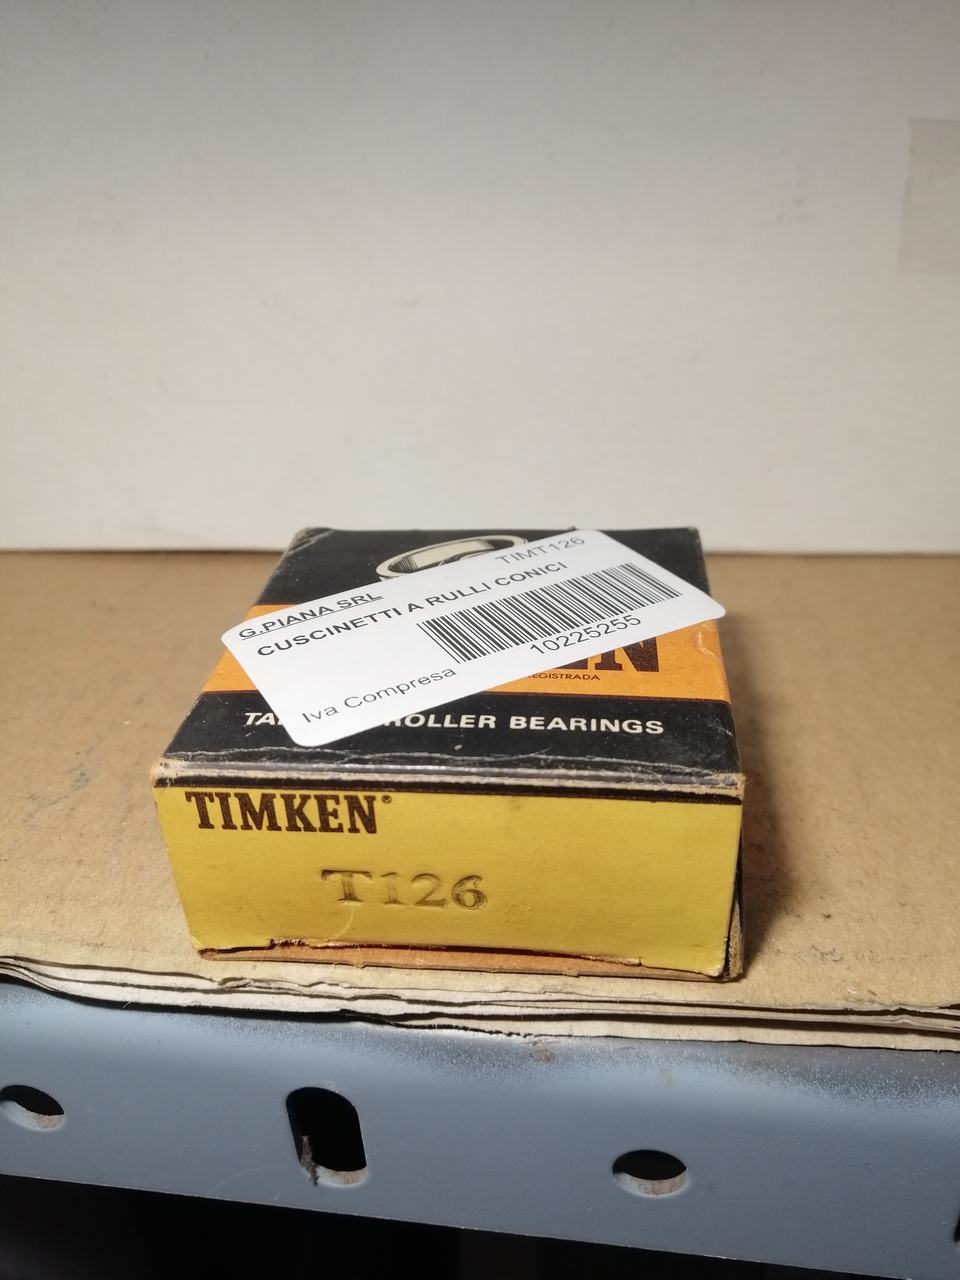 TIMT126
G.PIANA SRL
CUSCINETTI A RULLI CONICI
10225255
Iva Compresa
REGISTRADA
ROLLER BEARINGS
TIMKEN®
T126